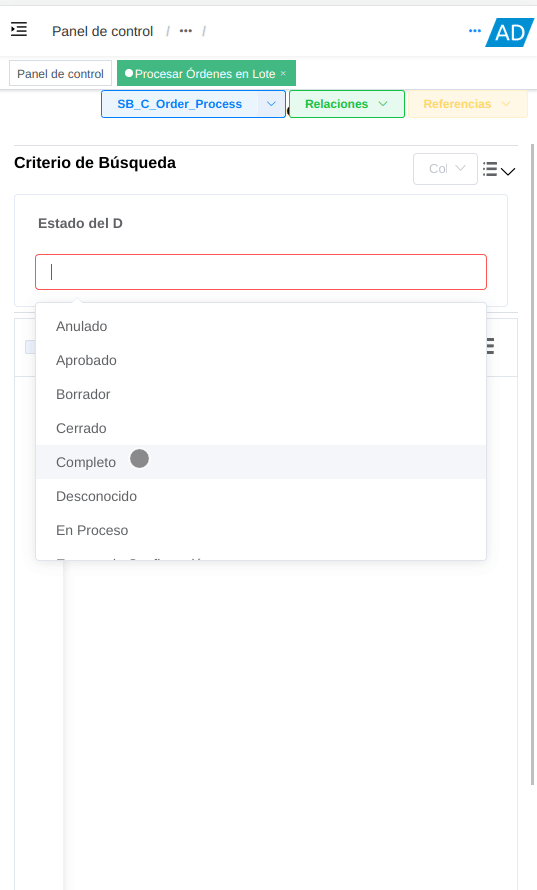 Panel de control / ••• / ••• AD
Panel de control Procesar Órdenes en Lote ×
SB_C_Order_Process Relaciones Referencias
Criterio de Búsqueda Col
Estado del D
Anulado
Aprobado
Borrador
Cerrado
Completo
Desconocido
En Proceso